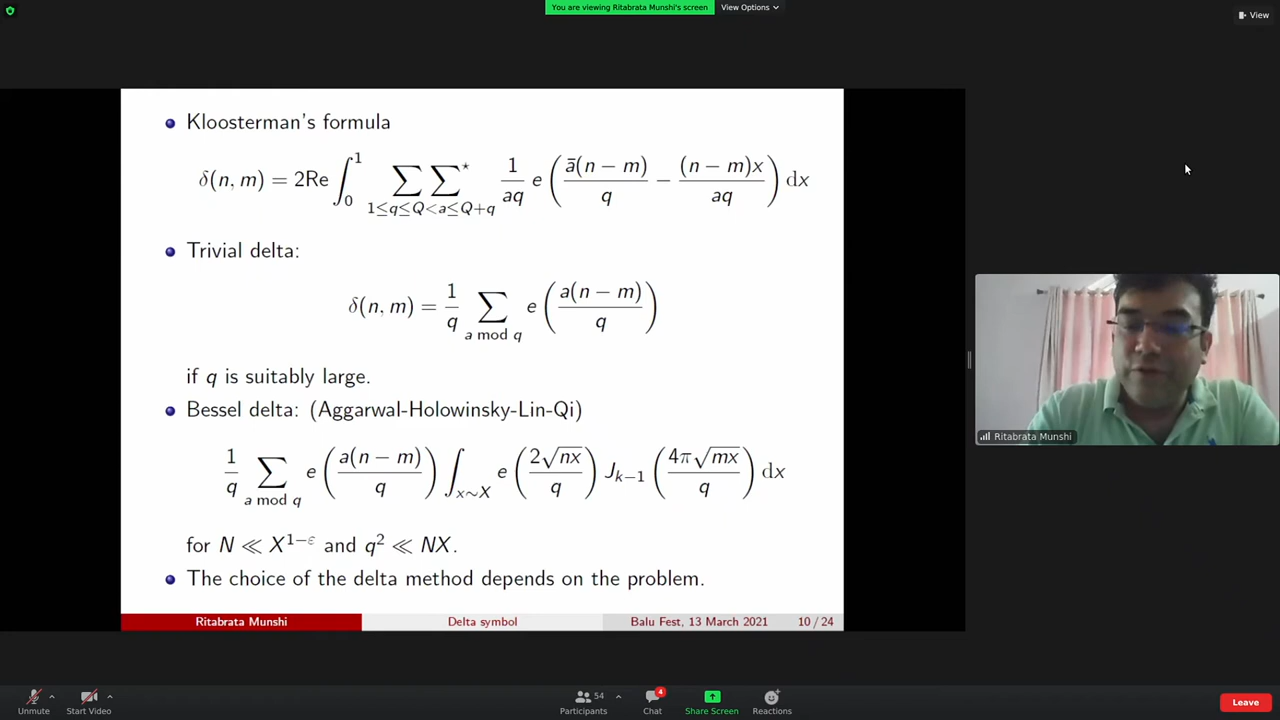 You are viewing Ritabrata Munshi's screen View Options
View
Kloosterman's formula
δ(n, m) = 2Re ∫₀¹ ∑∑*_{1≤q≤Q<a≤Q+q} 1/aq e( ā(n − m)/q − (n − m)x/aq ) dx
Trivial delta:
δ(n, m) = 1/q ∑_{a mod q} e( a(n − m)/q )
if q is suitably large.
Bessel delta: (Aggarwal-Holowinsky-Lin-Qi)
1/q ∑_{a mod q} e( a(n − m)/q ) ∫_{x∼X} e( 2√nx/q ) J_{k−1}( 4π√mx/q ) dx
for N ≪ X^{1−ε} and q² ≪ NX.
The choice of the delta method depends on the problem.
Ritabrata Munshi Delta symbol Balu Fest, 13 March 2021 10 / 24
Ritabrata Munshi
Unmute Start Video 54 Participants 4 Chat Share Screen Reactions Leave